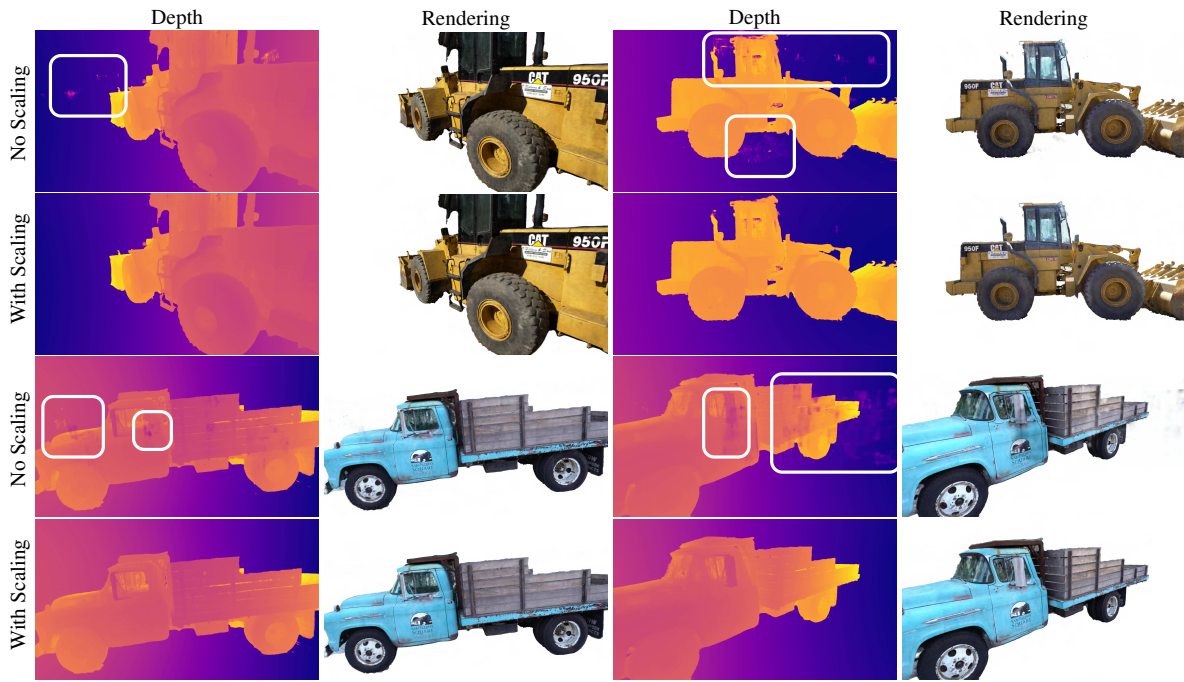 Depth Rendering Depth Rendering
No Scaling
CAT 950F
950F CAT
With Scaling
CAT 950F
950F CAT
No Scaling
With Scaling